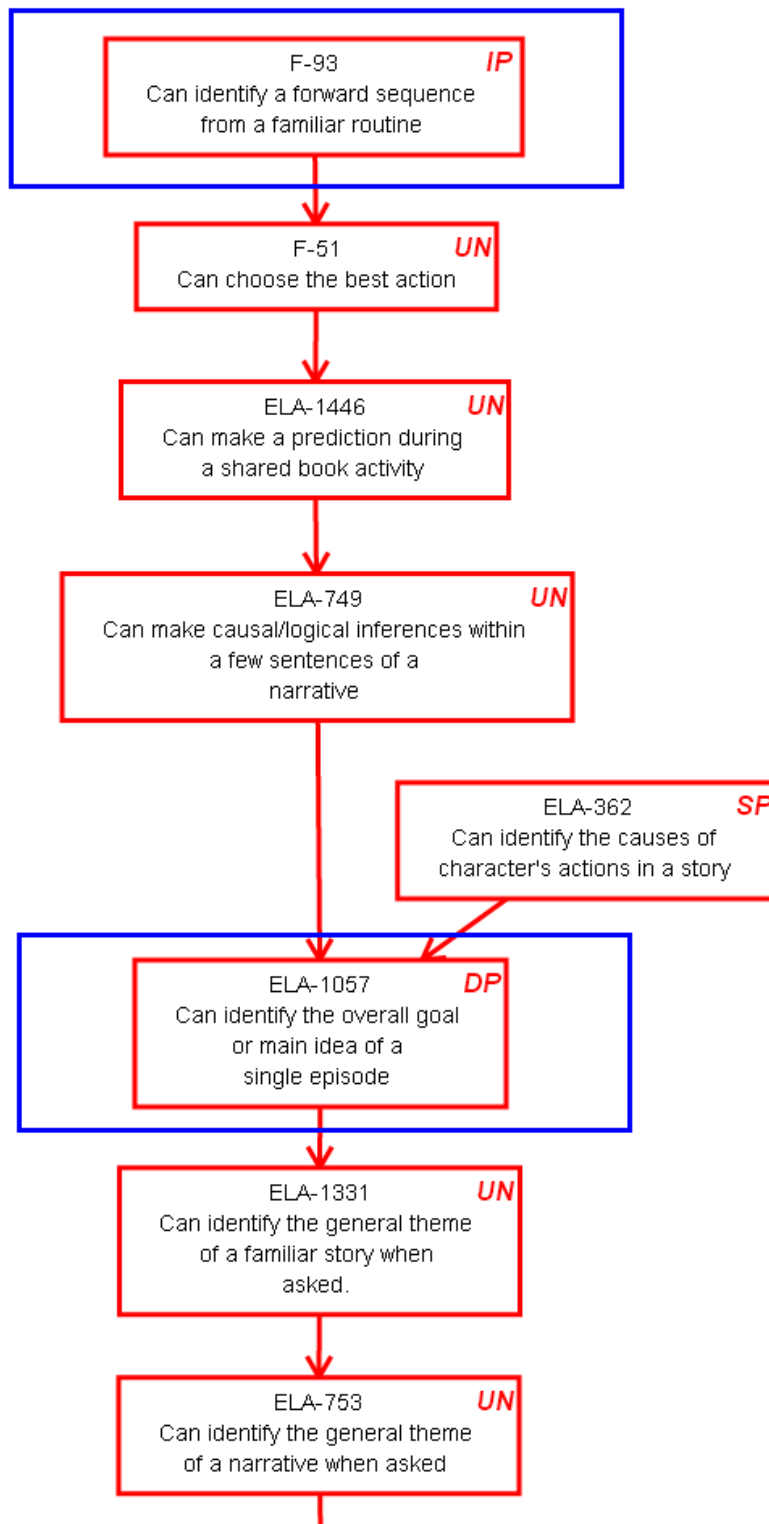 F-93 IP
Can identify a forward sequence
from a familiar routine
F-51 UN
Can choose the best action
ELA-1446 UN
Can make a prediction during
a shared book activity
ELA-749 UN
Can make causal/logical inferences within
a few sentences of a
narrative
ELA-362 SP
Can identify the causes of
character's actions in a story
ELA-1057 DP
Can identify the overall goal
or main idea of a
single episode
ELA-1331 UN
Can identify the general theme
of a familiar story when
asked.
ELA-753 UN
Can identify the general theme
of a narrative when asked